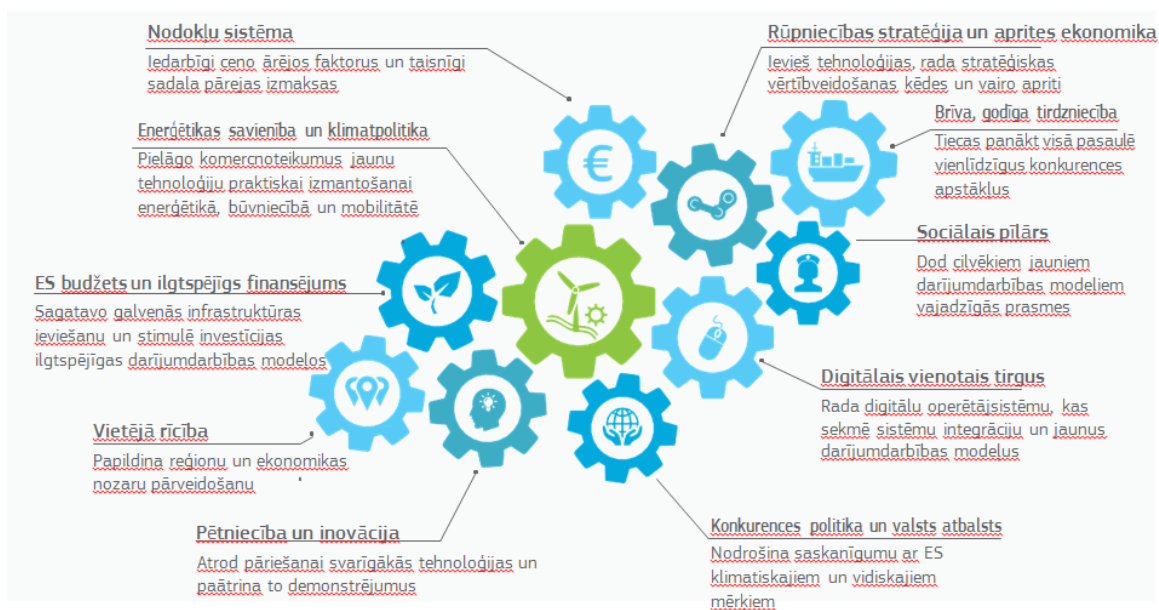 Nodokļu sistēma
Iedarbīgi ceno ārējos faktorus un taisnīgi
sadala pārejas izmaksas
Rūpniecības stratēģija un aprites ekonomika
Ievieš tehnoloģijas, rada stratēģiskas
vērtībveidošanas ķēdes un vairo apriti
Enerģētikas savienība un klimatpolitika
Pielāgo komercnoteikumus jaunu
tehnoloģiju praktiskai izmantošanai
enerģētikā, būvniecībā un mobilitātē
Brīva, godīga tirdzniecība
Tiecas panākt visā pasaulē
vienlīdzīgus konkurences
apstākļus
€
Sociālais pīlārs
Dod cilvēkiem jauniem
darījumdarbības modeļiem
vajadzīgās prasmes
ES budžets un ilgtspējīgs finansējums
Sagatavo galvenās infrastruktūras
ieviešanu un stimulē investīcijas
ilgtspējīgas darījumdarbības modeļos
Digitālais vienotais tirgus
Rada digitālu operētājsistēmu, kas
sekmē sistēmu integrāciju un jaunus
darījumdarbības modeļus
Vietējā rīcība
Papildina reģionu un ekonomikas
nozaru pārveidošanu
Pētniecība un inovācija
Atrod pāriešanai svarīgākās tehnoloģijas un
paātrina to demonstrējumus
Konkurences politika un valsts atbalsts
Nodrošina saskanīgumu ar ES
klimatiskajiem un vidiskajiem
mērķiem